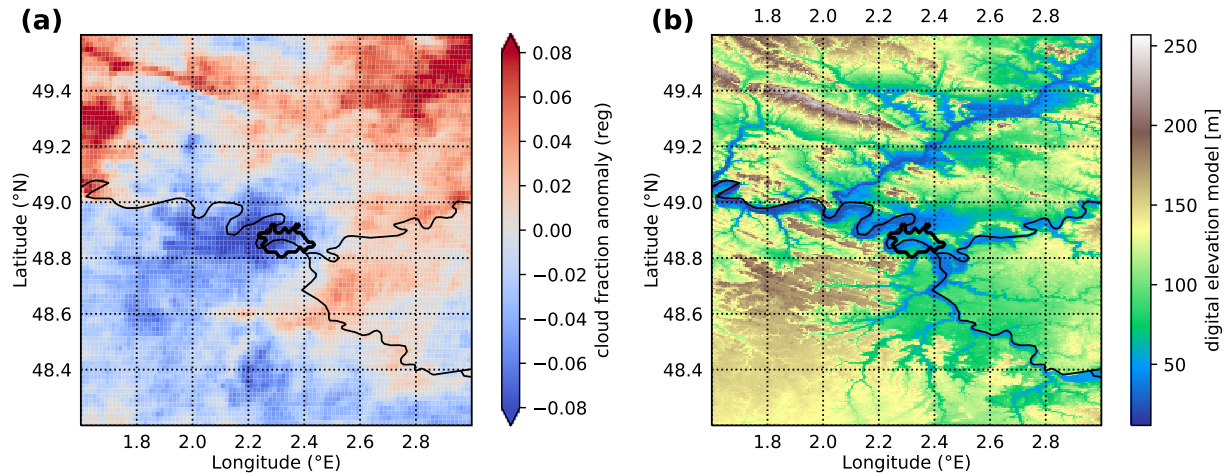 (a)
49.4
49.2
49.0
48.8
48.6
48.4
Latitude (°N)
1.8 2.0 2.2 2.4 2.6 2.8
Longitude (°E)
0.08
0.06
0.04
0.02
0.00
−0.02
−0.04
−0.06
−0.08
cloud fraction anomaly (reg)
(b)
1.8 2.0 2.2 2.4 2.6 2.8
49.4
49.2
49.0
48.8
48.6
48.4
Latitude (°N)
1.8 2.0 2.2 2.4 2.6 2.8
Longitude (°E)
250
200
150
100
50
digital elevation model [m]